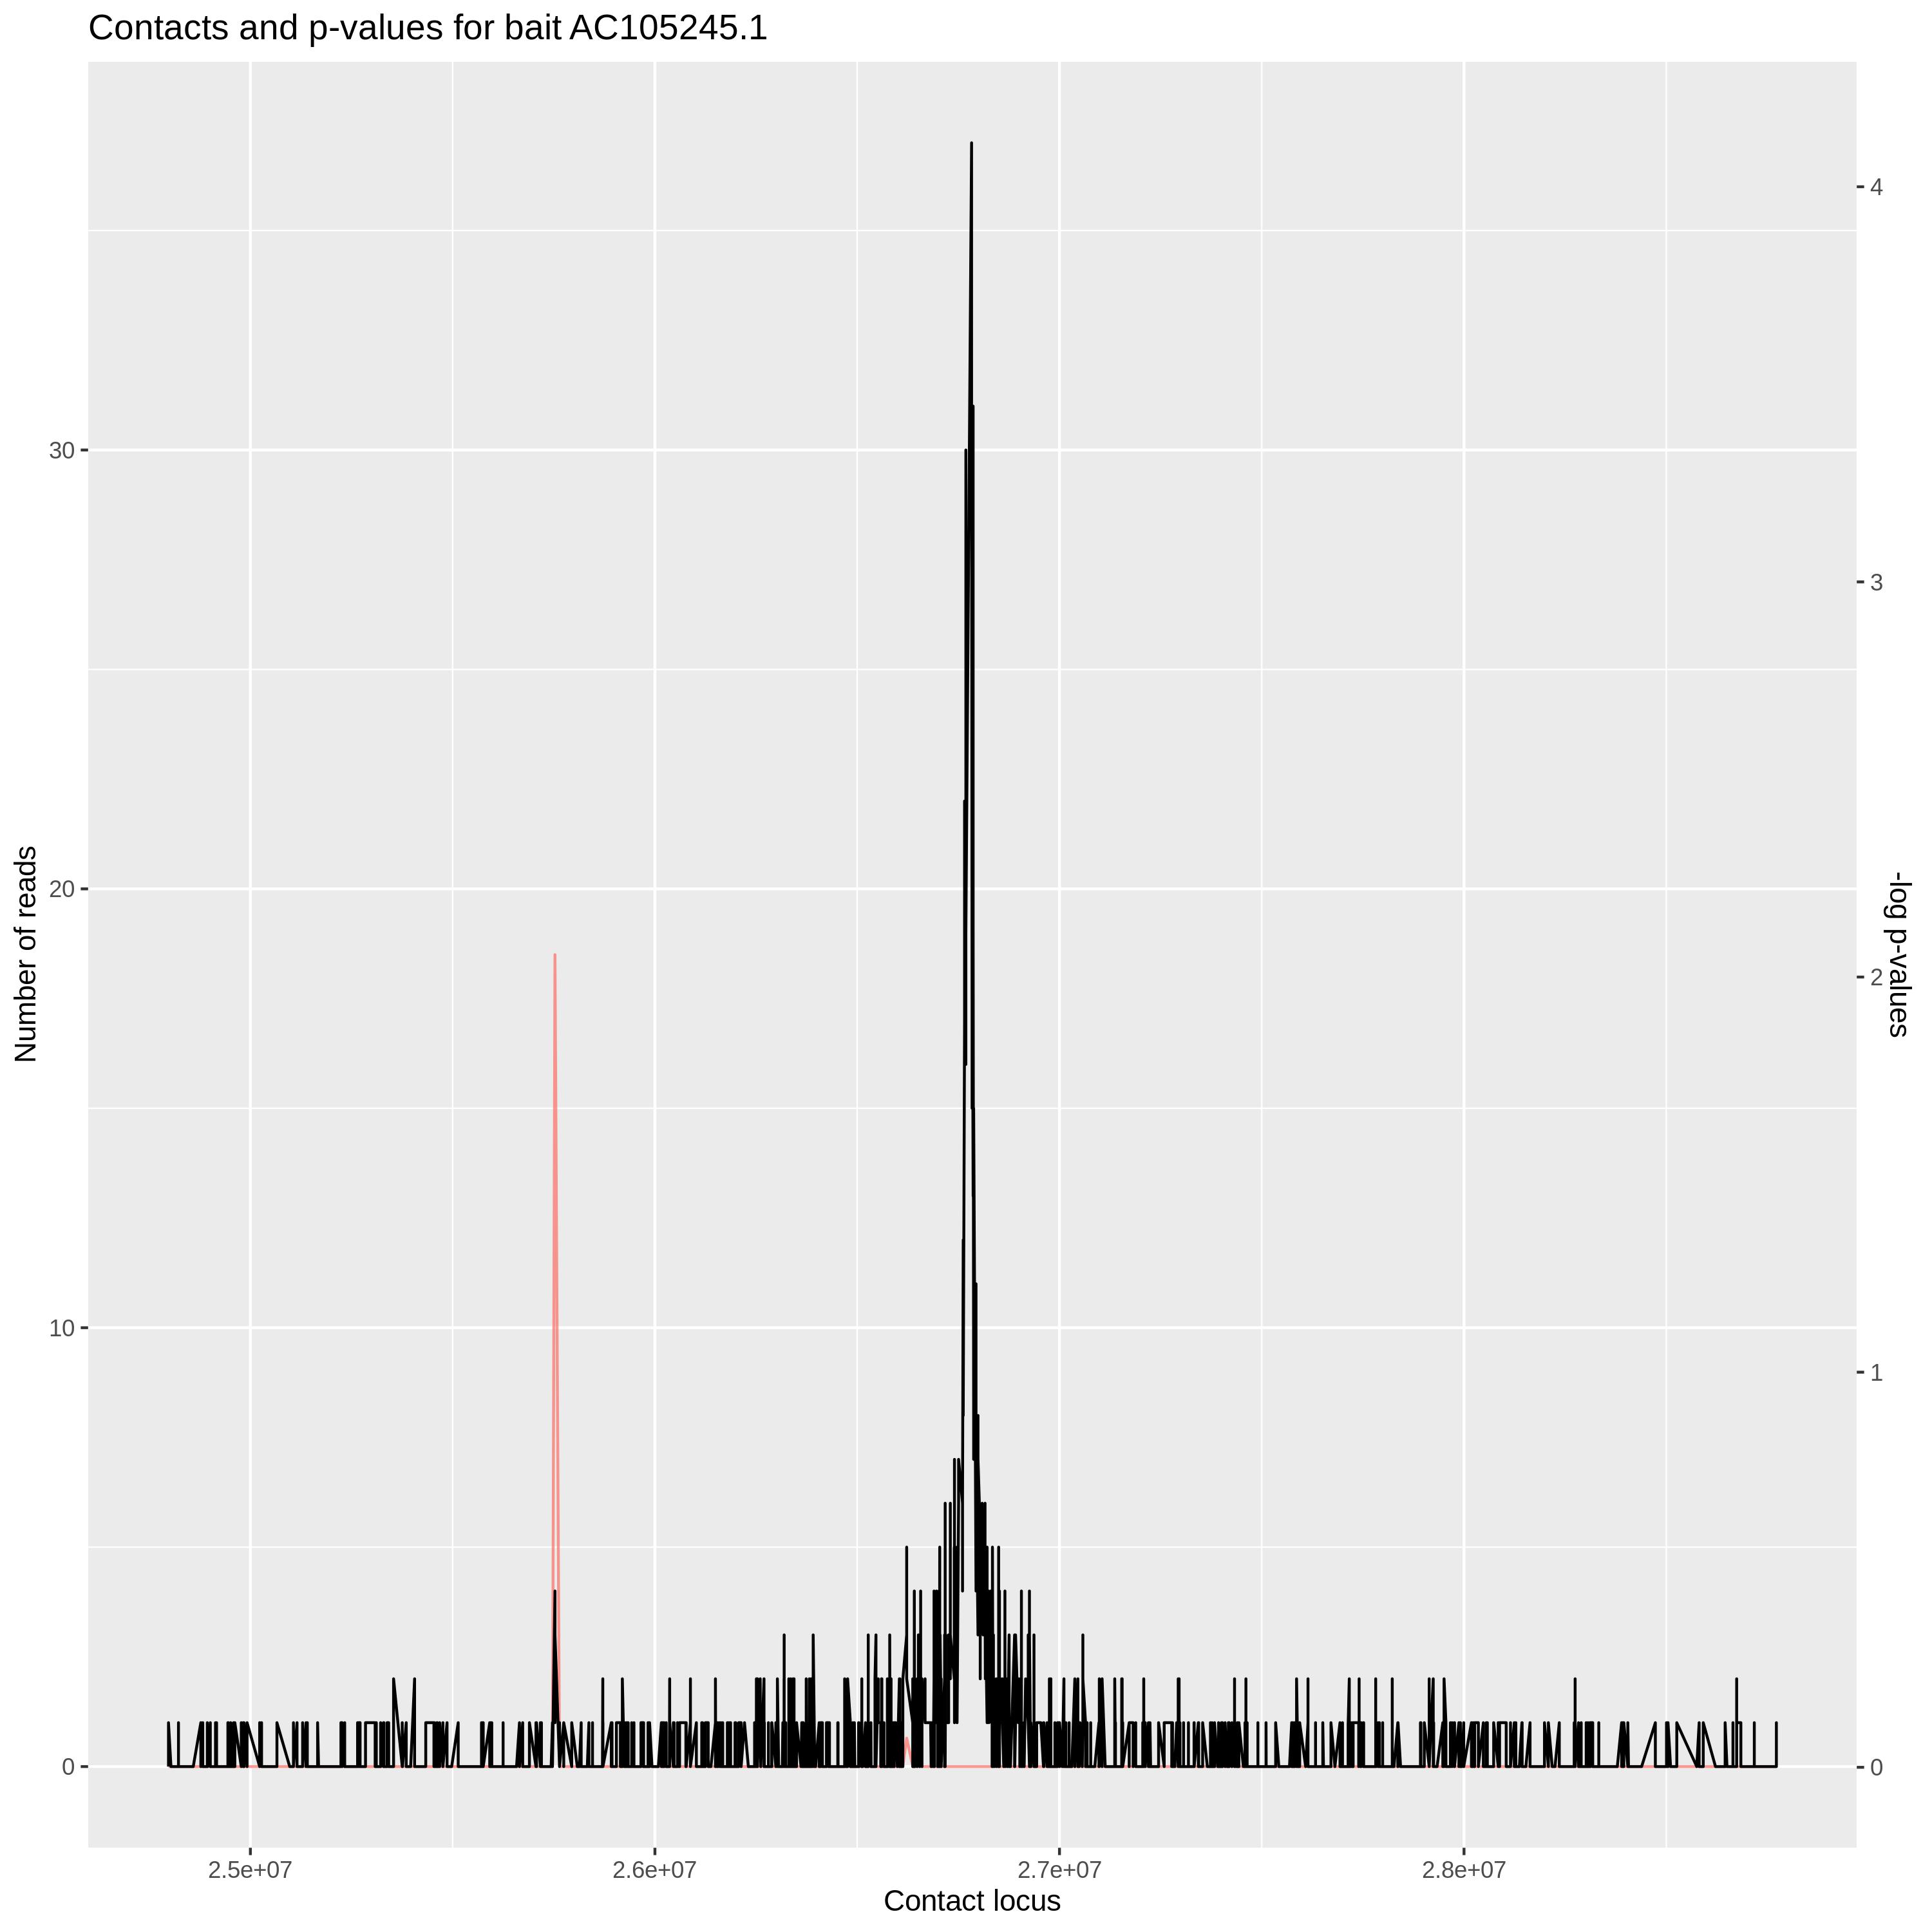 Contacts and p-values for bait AC105245.1
Number of reads
30
20
10
0
4
3
2
1
0
-log p-values
2.5e+07
2.6e+07
2.7e+07
2.8e+07
Contact locus